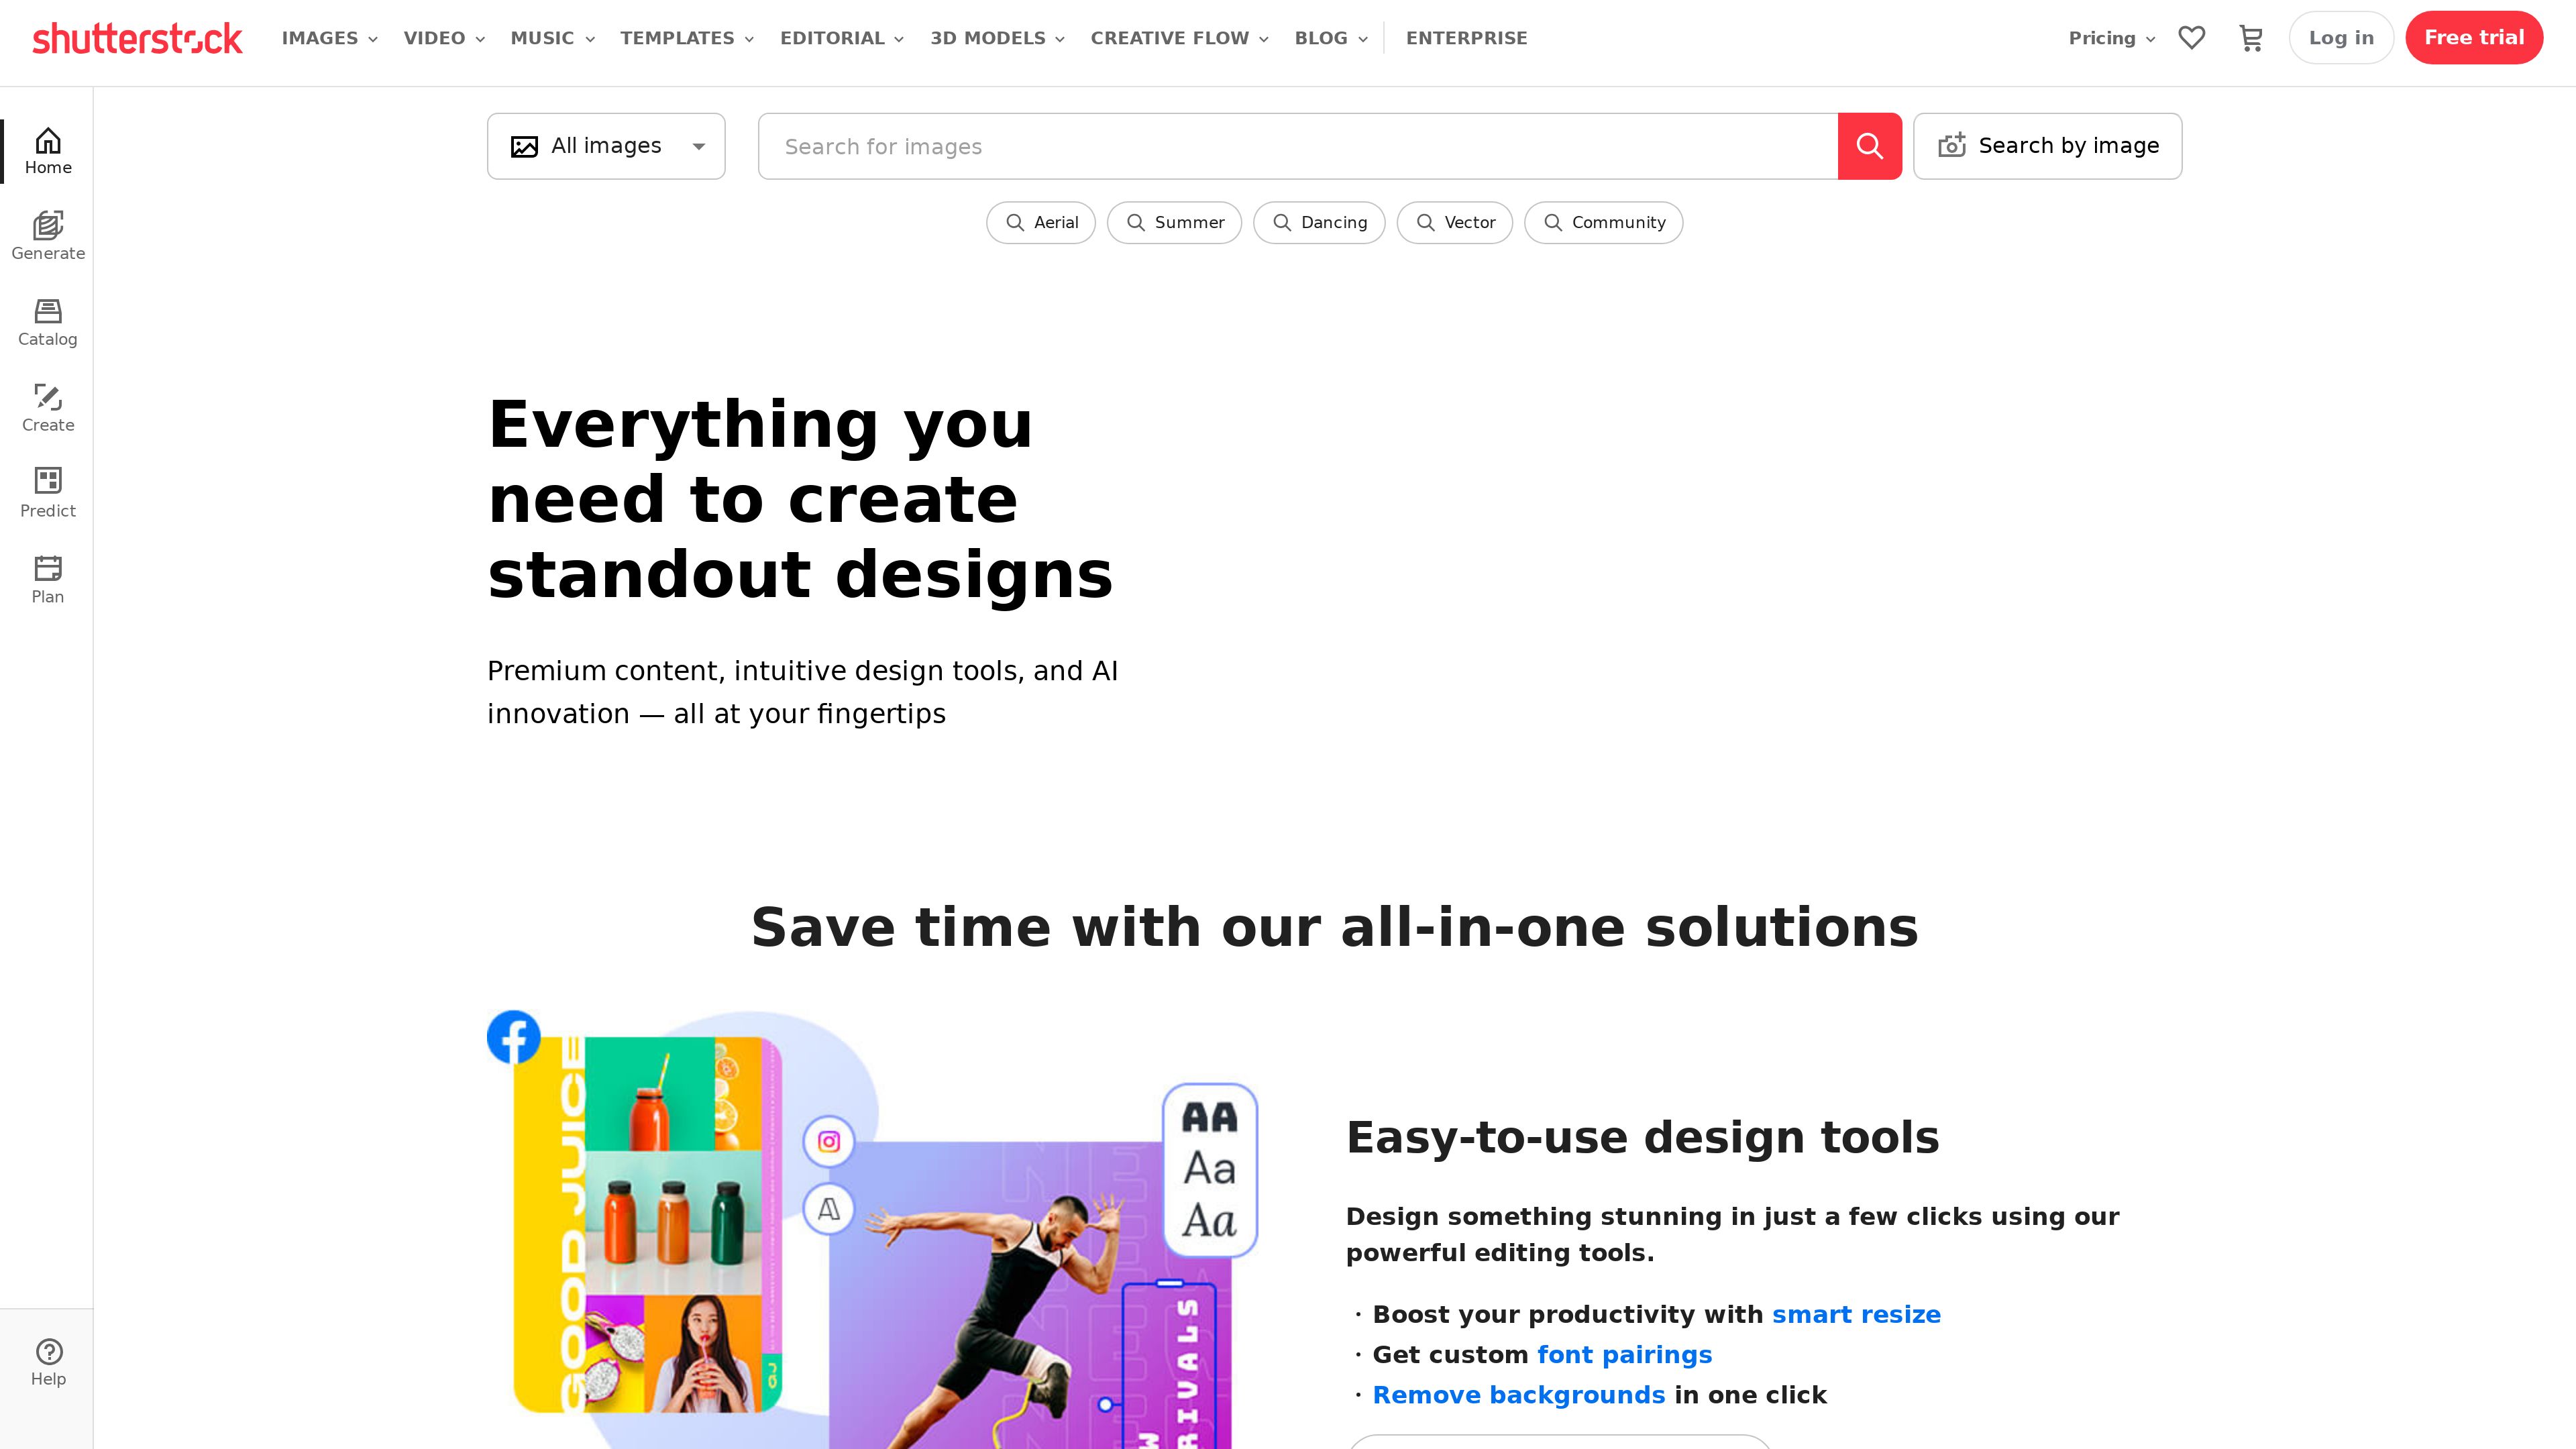 shutterstock
IMAGES
VIDEO
MUSIC
TEMPLATES
EDITORIAL
3D MODELS
CREATIVE FLOW
BLOG
ENTERPRISE
Pricing
Log in
Free trial
Home
Generate
Catalog
Create
Predict
Plan
Help
All images
Search for images
Search by image
Aerial
Summer
Dancing
Vector
Community
Everything you
need to create
standout designs
Premium content, intuitive design tools, and AI
innovation — all at your fingertips
Save time with our all-in-one solutions
GOOD JUICE
GJ
AA
Aa
Aa
RIVALS
Easy-to-use design tools
Design something stunning in just a few clicks using our
powerful editing tools.
· Boost your productivity with smart resize
· Get custom font pairings
· Remove backgrounds in one click